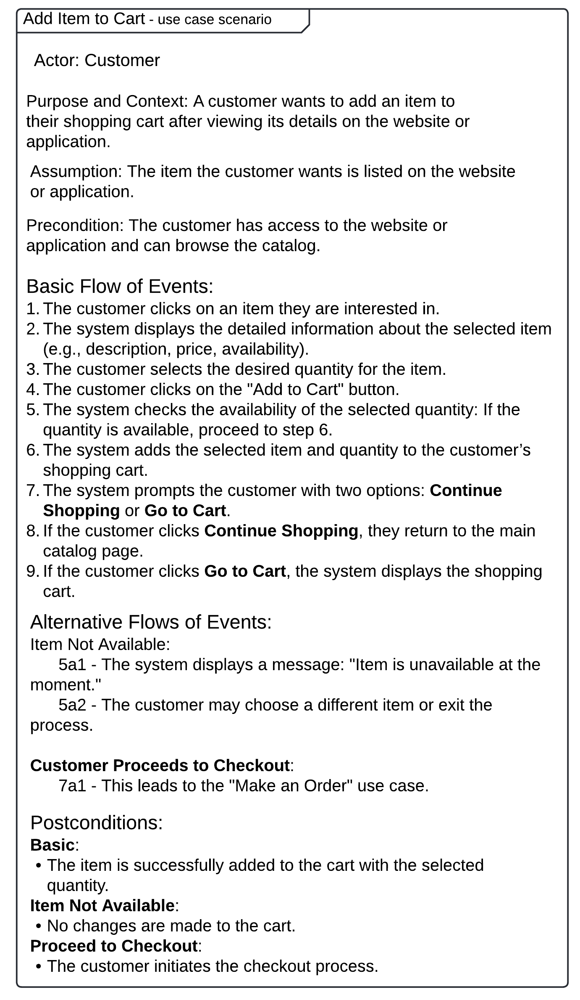 Add Item to Cart - use case scenario
Actor: Customer
Purpose and Context: A customer wants to add an item to
their shopping cart after viewing its details on the website or
application.
Assumption: The item the customer wants is listed on the website
or application.
Precondition: The customer has access to the website or
application and can browse the catalog.
Basic Flow of Events:
1. The customer clicks on an item they are interested in.
2. The system displays the detailed information about the selected item
(e.g., description, price, availability).
3. The customer selects the desired quantity for the item.
4. The customer clicks on the "Add to Cart" button.
5. The system checks the availability of the selected quantity: If the
quantity is available, proceed to step 6.
6. The system adds the selected item and quantity to the customer’s
shopping cart.
7. The system prompts the customer with two options: Continue
Shopping or Go to Cart.
8. If the customer clicks Continue Shopping, they return to the main
catalog page.
9. If the customer clicks Go to Cart, the system displays the shopping
cart.
Alternative Flows of Events:
Item Not Available:
5a1 - The system displays a message: "Item is unavailable at the
moment."
5a2 - The customer may choose a different item or exit the
process.
Customer Proceeds to Checkout:
7a1 - This leads to the "Make an Order" use case.
Postconditions:
Basic:
• The item is successfully added to the cart with the selected
quantity.
Item Not Available:
• No changes are made to the cart.
Proceed to Checkout:
• The customer initiates the checkout process.